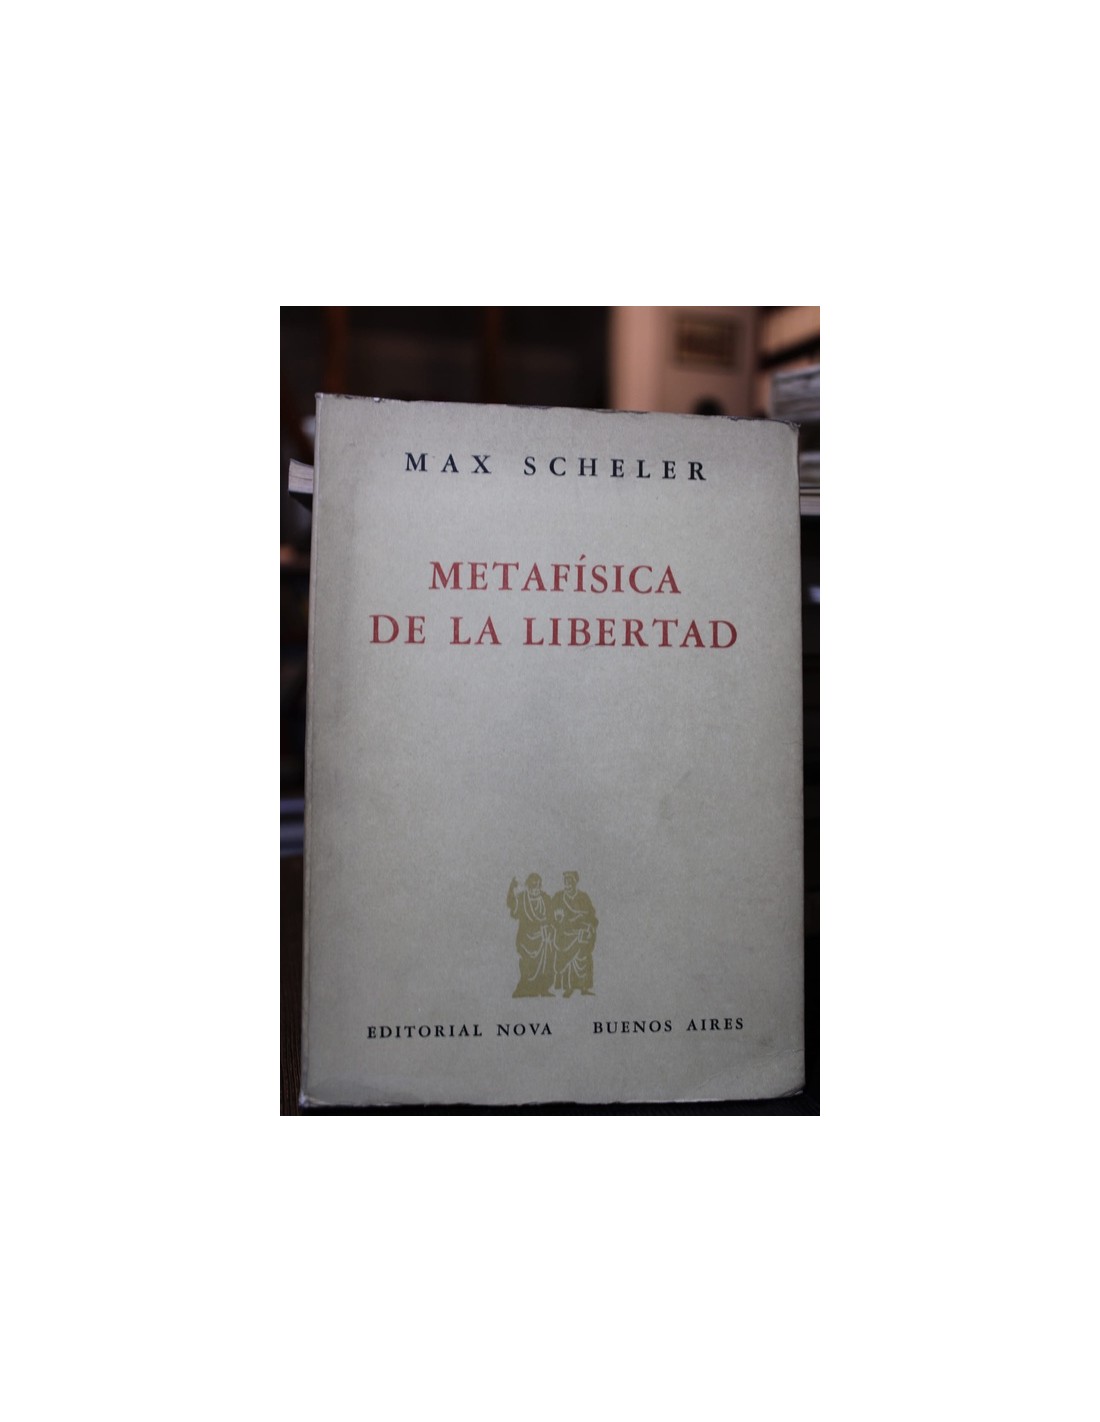 MAX SCHELER
METAFÍSICA
DE LA LIBERTAD
EDITORIAL NOVA BUENOS AIRES